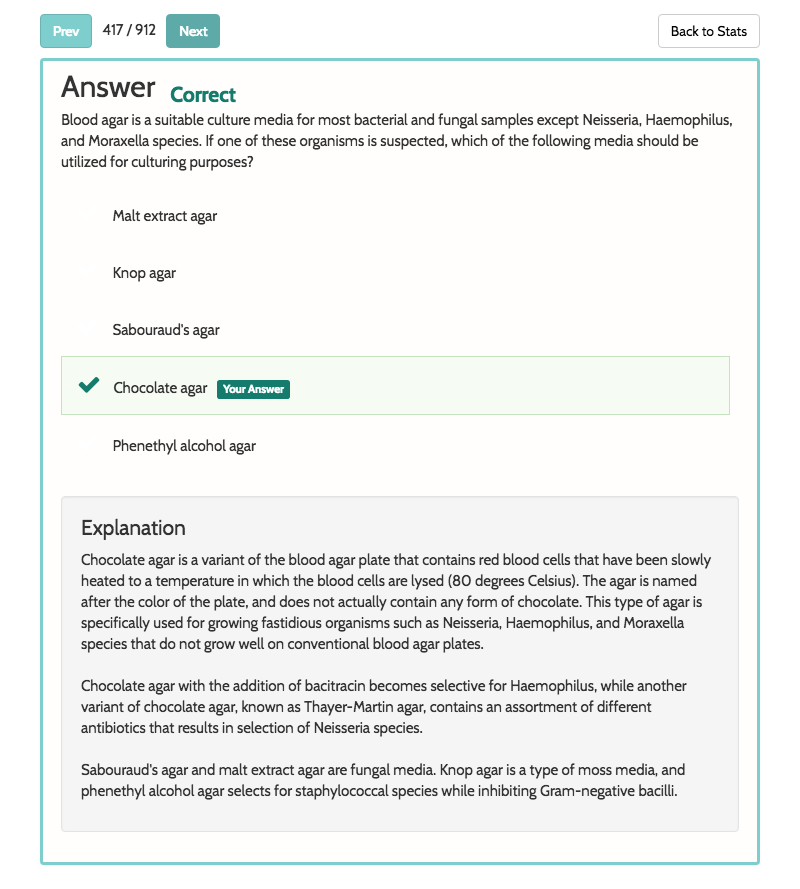 Prev 417 / 912 Next Back to Stats
Answer Correct
Blood agar is a suitable culture media for most bacterial and fungal samples except Neisseria, Haemophilus,
and Moraxella species. If one of these organisms is suspected, which of the following media should be
utilized for culturing purposes?
Malt extract agar
Knop agar
Sabouraud's agar
Chocolate agar Your Answer
Phenethyl alcohol agar
Explanation
Chocolate agar is a variant of the blood agar plate that contains red blood cells that have been slowly
heated to a temperature in which the blood cells are lysed (80 degrees Celsius). The agar is named
after the color of the plate, and does not actually contain any form of chocolate. This type of agar is
specifically used for growing fastidious organisms such as Neisseria, Haemophilus, and Moraxella
species that do not grow well on conventional blood agar plates.
Chocolate agar with the addition of bacitracin becomes selective for Haemophilus, while another
variant of chocolate agar, known as Thayer-Martin agar, contains an assortment of different
antibiotics that results in selection of Neisseria species.
Sabouraud's agar and malt extract agar are fungal media. Knop agar is a type of moss media, and
phenethyl alcohol agar selects for staphylococcal species while inhibiting Gram-negative bacilli.